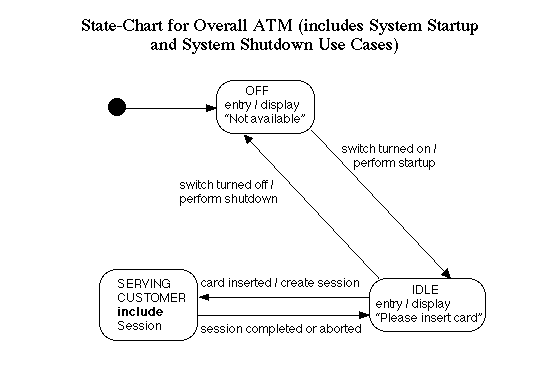 State-Chart for Overall ATM (includes System Startup
and System Shutdown Use Cases)
OFF
entry / display
"Not available"
switch turned on /
perform startup
switch turned off /
perform shutdown
SERVING
CUSTOMER
include
Session
card inserted / create session
session completed or aborted
IDLE
entry / display
"Please insert card"